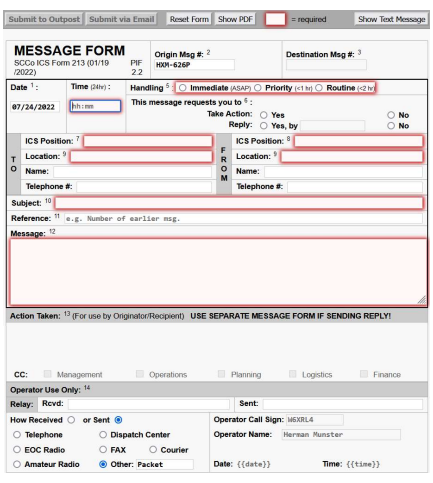 Submit to Outpost Submit via Email Reset Form Show PDF = required Show Text Message
MESSAGE FORM
SCCo ICS Form 213 (01/19/2022) PIF 2.2
Origin Msg #: 2
HXM-626P
Destination Msg #: 3
Date 1 : Time (24hr) : Handling 5 : Immediate (ASAP) Priority (<1 hr) Routine (<2 hr)
07/24/2022 hh:mm This message requests you to 6 :
Take Action: Yes No
Reply: Yes, by No
TO
ICS Position: 7
Location: 9
Name:
Telephone #:
FROM
ICS Position: 8
Location: 9
Name:
Telephone #:
Subject: 10
Reference: 11 e.g. Number of earlier msg.
Message: 12
Action Taken: 13 (For use by Originator/Recipient) USE SEPARATE MESSAGE FORM IF SENDING REPLY!
CC: Management Operations Planning Logistics Finance
Operator Use Only: 14
Relay: Rcvd: Sent:
How Received or Sent
Telephone Dispatch Center
EOC Radio FAX Courier
Amateur Radio Other: Packet
Operator Call Sign: W6XRL4
Operator Name: Herman Munster
Date: {{date}} Time: {{time}}